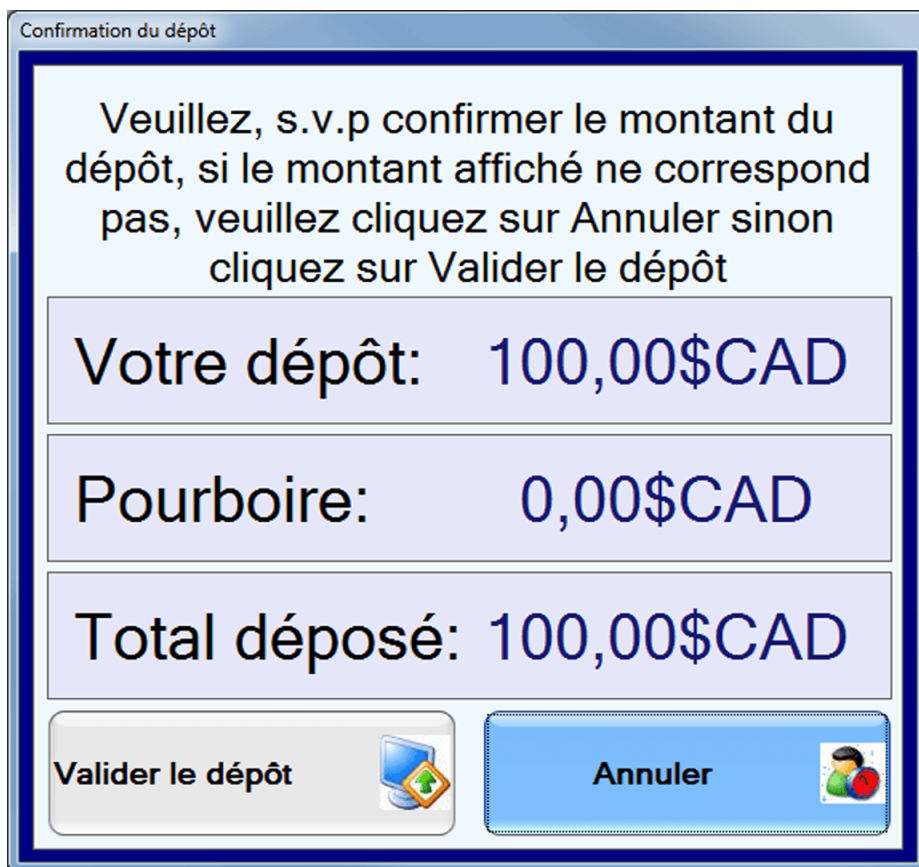 Confirmation du dépôt
Veuillez, s.v.p confirmer le montant du
dépôt, si le montant affiché ne correspond
pas, veuillez cliquez sur Annuler sinon
cliquez sur Valider le dépôt
Votre dépôt: 100,00$CAD
Pourboire: 0,00$CAD
Total déposé: 100,00$CAD
Valider le dépôt Annuler